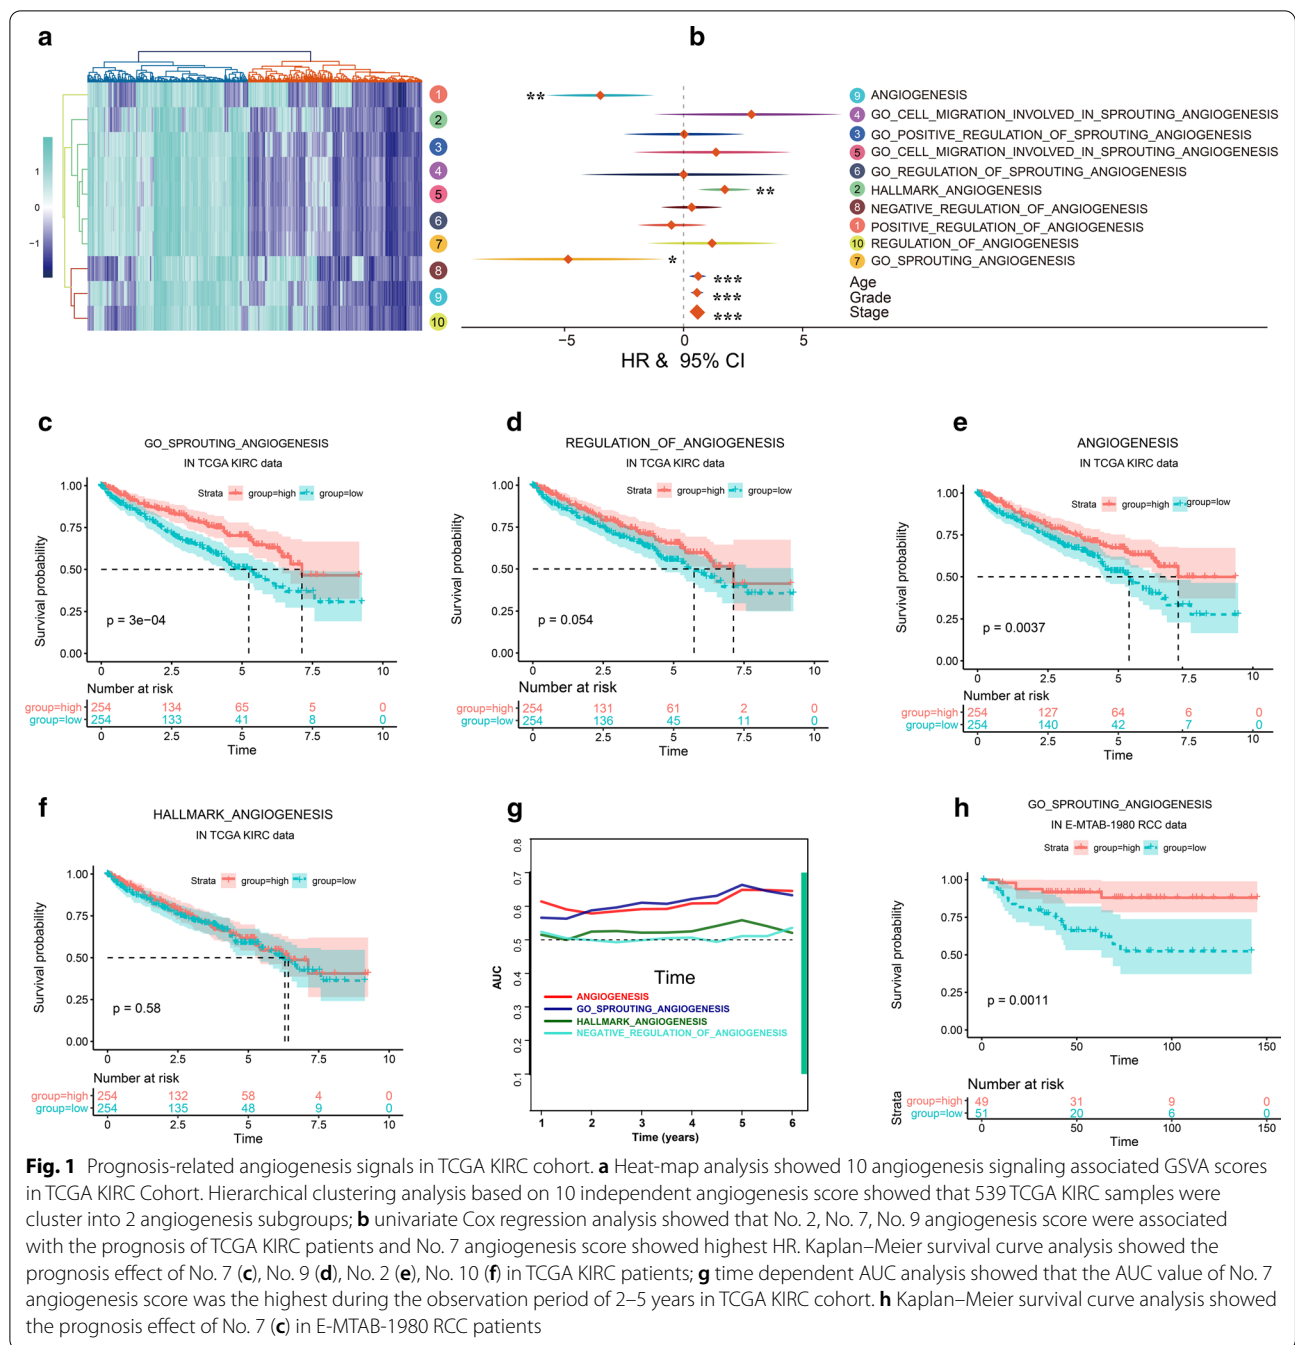 a
b
1
0
−1
1
2
3
4
5
6
7
8
9
10
**
**
*
***
***
***
9 ANGIOGENESIS
4 GO_CELL_MIGRATION_INVOLVED_IN_SPROUTING_ANGIOGENESIS
3 GO_POSITIVE_REGULATION_OF_SPROUTING_ANGIOGENESIS
5 GO_CELL_MIGRATION_INVOLVED_IN_SPROUTING_ANGIOGENESIS
6 GO_REGULATION_OF_SPROUTING_ANGIOGENESIS
2 HALLMARK_ANGIOGENESIS
8 NEGATIVE_REGULATION_OF_ANGIOGENESIS
1 POSITIVE_REGULATION_OF_ANGIOGENESIS
10 REGULATION_OF_ANGIOGENESIS
7 GO_SPROUTING_ANGIOGENESIS
Age
Grade
Stage
−5 0 5
HR & 95% CI
c
GO_SPROUTING_ANGIOGENESIS
IN TCGA KIRC data
Strata group=high group=low
Survival probability
1.00
0.75
0.50
0.25
0.00
p = 3e−04
0 2.5 5 7.5 10
Number at risk
group=high 254 134 65 5 0
group=low 254 133 41 8 0
0 2.5 5 7.5 10
Time
d
REGULATION_OF_ANGIOGENESIS
IN TCGA KIRC data
Strata group=high group=low
Survival probability
1.00
0.75
0.50
0.25
0.00
p = 0.054
0 2.5 5 7.5 10
Number at risk
group=high 254 131 61 2 0
group=low 254 136 45 11 0
0 2.5 5 7.5 10
Time
e
ANGIOGENESIS
IN TCGA KIRC data
Strata group=high group=low
Survival probability
1.00
0.75
0.50
0.25
0.00
p = 0.0037
0 2.5 5 7.5 10
Number at risk
group=high 254 127 64 6 0
group=low 254 140 42 7 0
0 2.5 5 7.5 10
Time
f
HALLMARK_ANGIOGENESIS
IN TCGA KIRC data
Strata group=high group=low
Survival probability
1.00
0.75
0.50
0.25
0.00
p = 0.58
0 2.5 5 7.5 10
Number at risk
group=high 254 132 58 4 0
group=low 254 135 48 9 0
0 2.5 5 7.5 10
Time
g
AUC
0.8
0.7
0.6
0.5
0.4
0.3
0.2
0.1
Time
ANGIOGENESIS
GO_SPROUTING_ANGIOGENESIS
HALLMARK_ANGIOGENESIS
NEGATIVE_REGULATION_OF_ANGIOGENESIS
1 2 3 4 5 6
Time (years)
h
GO_SPROUTING_ANGIOGENESIS
IN E-MTAB-1980 RCC data
Strata group=high group=low
Survival probability
1.00
0.75
0.50
0.25
0.00
p = 0.0011
0 50 100 150
Time
Number at risk
Strata
group=high 49 31 9 0
group=low 51 20 6 0
0 50 100 150
Time
Fig. 1 Prognosis-related angiogenesis signals in TCGA KIRC cohort. a Heat-map analysis showed 10 angiogenesis signaling associated GSVA scores
in TCGA KIRC Cohort. Hierarchical clustering analysis based on 10 independent angiogenesis score showed that 539 TCGA KIRC samples were
cluster into 2 angiogenesis subgroups; b univariate Cox regression analysis showed that No. 2, No. 7, No. 9 angiogenesis score were associated
with the prognosis of TCGA KIRC patients and No. 7 angiogenesis score showed highest HR. Kaplan–Meier survival curve analysis showed the
prognosis effect of No. 7 (c), No. 9 (d), No. 2 (e), No. 10 (f) in TCGA KIRC patients; g time dependent AUC analysis showed that the AUC value of No. 7
angiogenesis score was the highest during the observation period of 2–5 years in TCGA KIRC cohort. h Kaplan–Meier survival curve analysis showed
the prognosis effect of No. 7 (c) in E-MTAB-1980 RCC patients